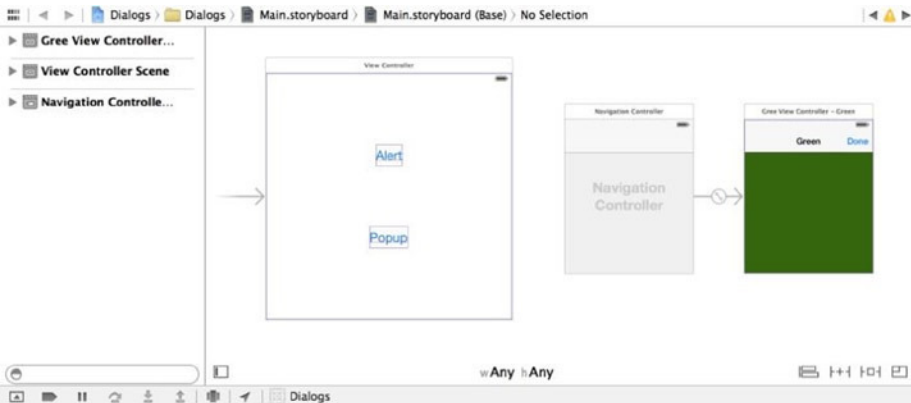 Dialogs Dialogs Main.storyboard Main.storyboard (Base) No Selection
Gree View Controller...
View Controller Scene
Navigation Controlle...
View Controller
Alert
Popup
Navigation Controller
Navigation
Controller
Gree View Controller - Green
Green Done
wAny hAny
Dialogs